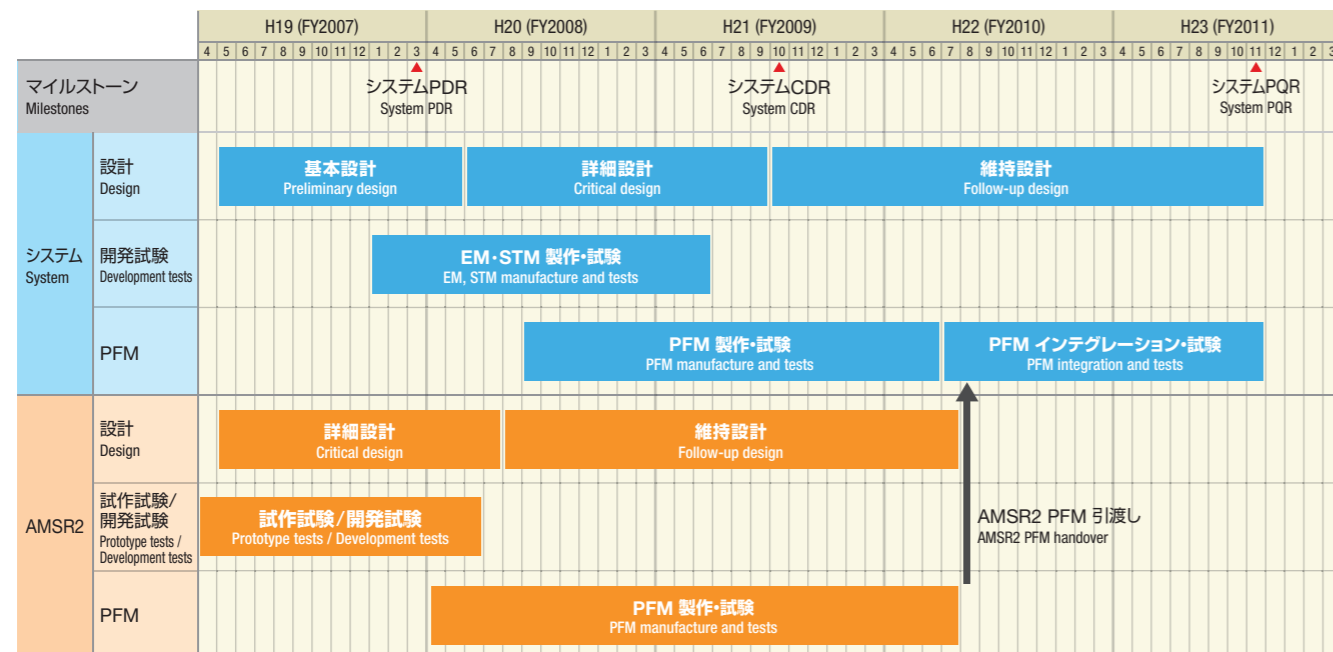 H19 (FY2007) H20 (FY2008) H21 (FY2009) H22 (FY2010) H23 (FY2011)
4 5 6 7 8 9 10 11 12 1 2 3 4 5 6 7 8 9 10 11 12 1 2 3 4 5 6 7 8 9 10 11 12 1 2 3 4 5 6 7 8 9 10 11 12 1 2 3 4 5 6 7 8 9 10 11 12 1 2 3
マイルストーン
Milestones
システムPDR
System PDR
システムCDR
System CDR
システムPQR
System PQR
システム
System
設計
Design
基本設計
Preliminary design
詳細設計
Critical design
維持設計
Follow-up design
開発試験
Development tests
EM・STM 製作・試験
EM, STM manufacture and tests
PFM
PFM 製作・試験
PFM manufacture and tests
PFM インテグレーション・試験
PFM integration and tests
AMSR2
設計
Design
詳細設計
Critical design
維持設計
Follow-up design
試作試験/
開発試験
Prototype tests /
Development tests
試作試験/開発試験
Prototype tests / Development tests
AMSR2 PFM 引渡し
AMSR2 PFM handover
PFM
PFM 製作・試験
PFM manufacture and tests